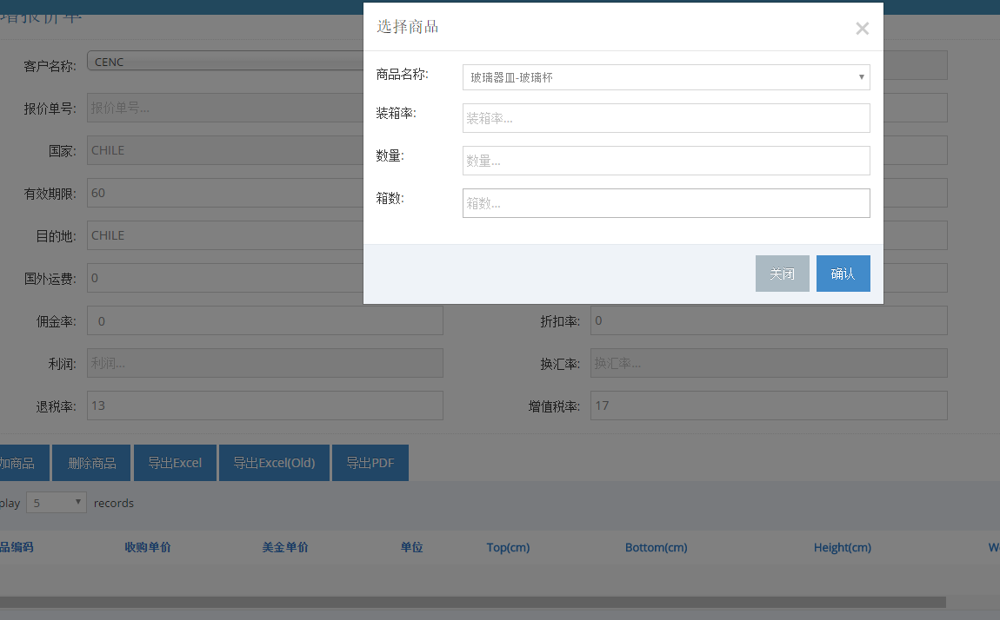 增报价单
选择商品
×
客户名称: CENC
商品名称: 玻璃器皿-玻璃杯
报价单号: 报价单号...
装箱率: 装箱率...
国家: CHILE
数量: 数量...
有效期限: 60
箱数: 箱数...
目的地: CHILE
国外运费: 0
关闭 确认
佣金率: 0 折扣率: 0
利润: 利润... 换汇率: 换汇率...
退税率: 13 增值税率: 17
加商品 删除商品 导出Excel 导出Excel(Old) 导出PDF
play 5 records
品编码 收购单价 美金单价 单位 Top(cm) Bottom(cm) Height(cm) W